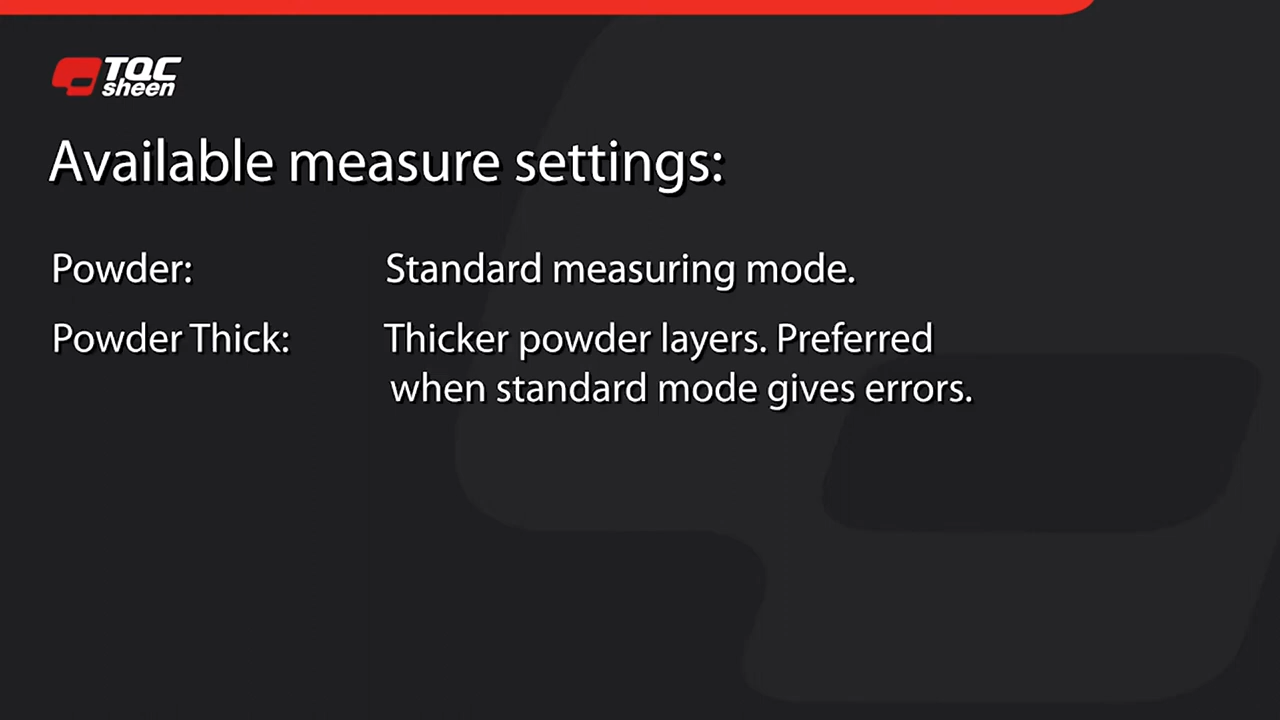 TQC
sheen
Available measure settings:
Powder: Standard measuring mode.
Powder Thick: Thicker powder layers. Preferred
when standard mode gives errors.